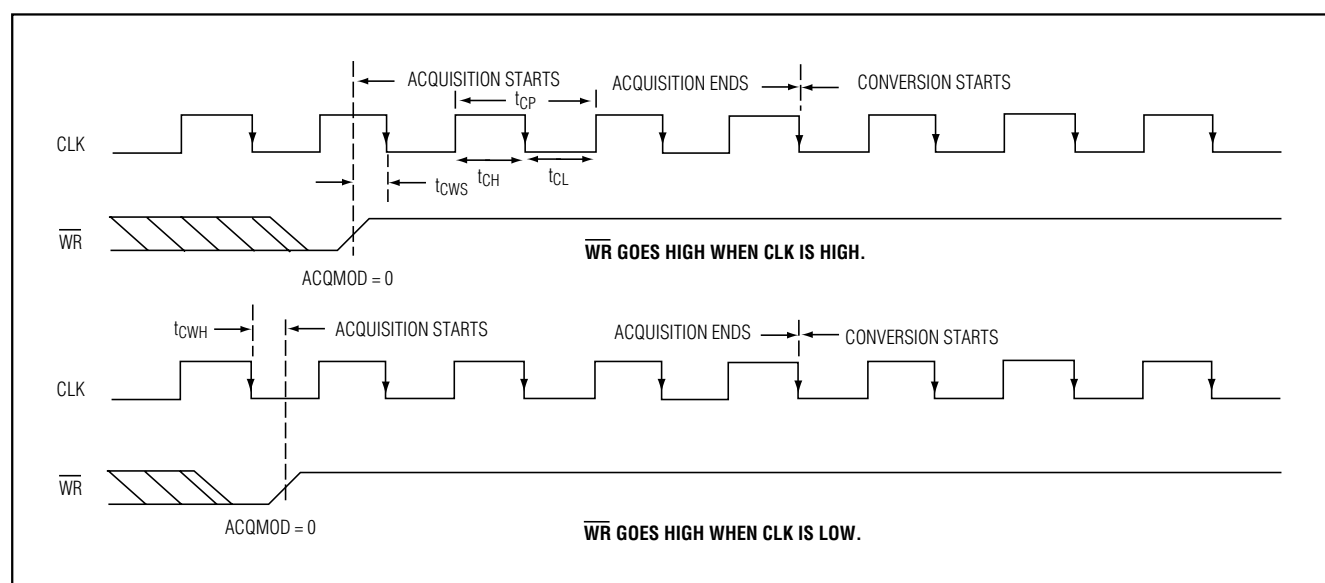 ACQUISITION STARTS
ACQUISITION ENDS
CONVERSION STARTS
tCP
CLK
tCWS
tCH
tCL
WR
WR GOES HIGH WHEN CLK IS HIGH.
ACQMOD = 0
tCWH
ACQUISITION STARTS
ACQUISITION ENDS
CONVERSION STARTS
CLK
WR
ACQMOD = 0
WR GOES HIGH WHEN CLK IS LOW.